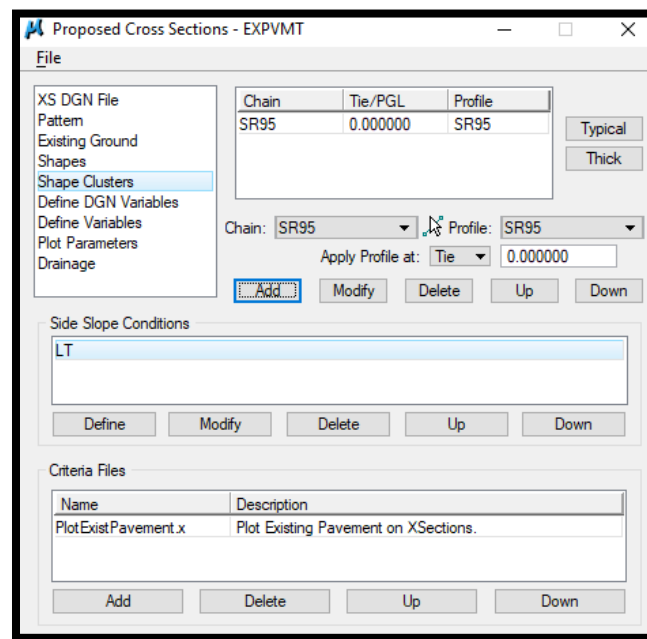 Proposed Cross Sections - EXPVMT
File
XS DGN File
Pattern
Existing Ground
Shapes
Shape Clusters
Define DGN Variables
Define Variables
Plot Parameters
Drainage
Chain Tie/PGL Profile
SR95 0.000000 SR95
Typical
Thick
Chain: SR95 Profile: SR95
Apply Profile at: Tie 0.000000
Add Modify Delete Up Down
Side Slope Conditions
LT
Define Modify Delete Up Down
Criteria Files
Name Description
PlotExistPavement.x Plot Existing Pavement on XSections.
Add Delete Up Down